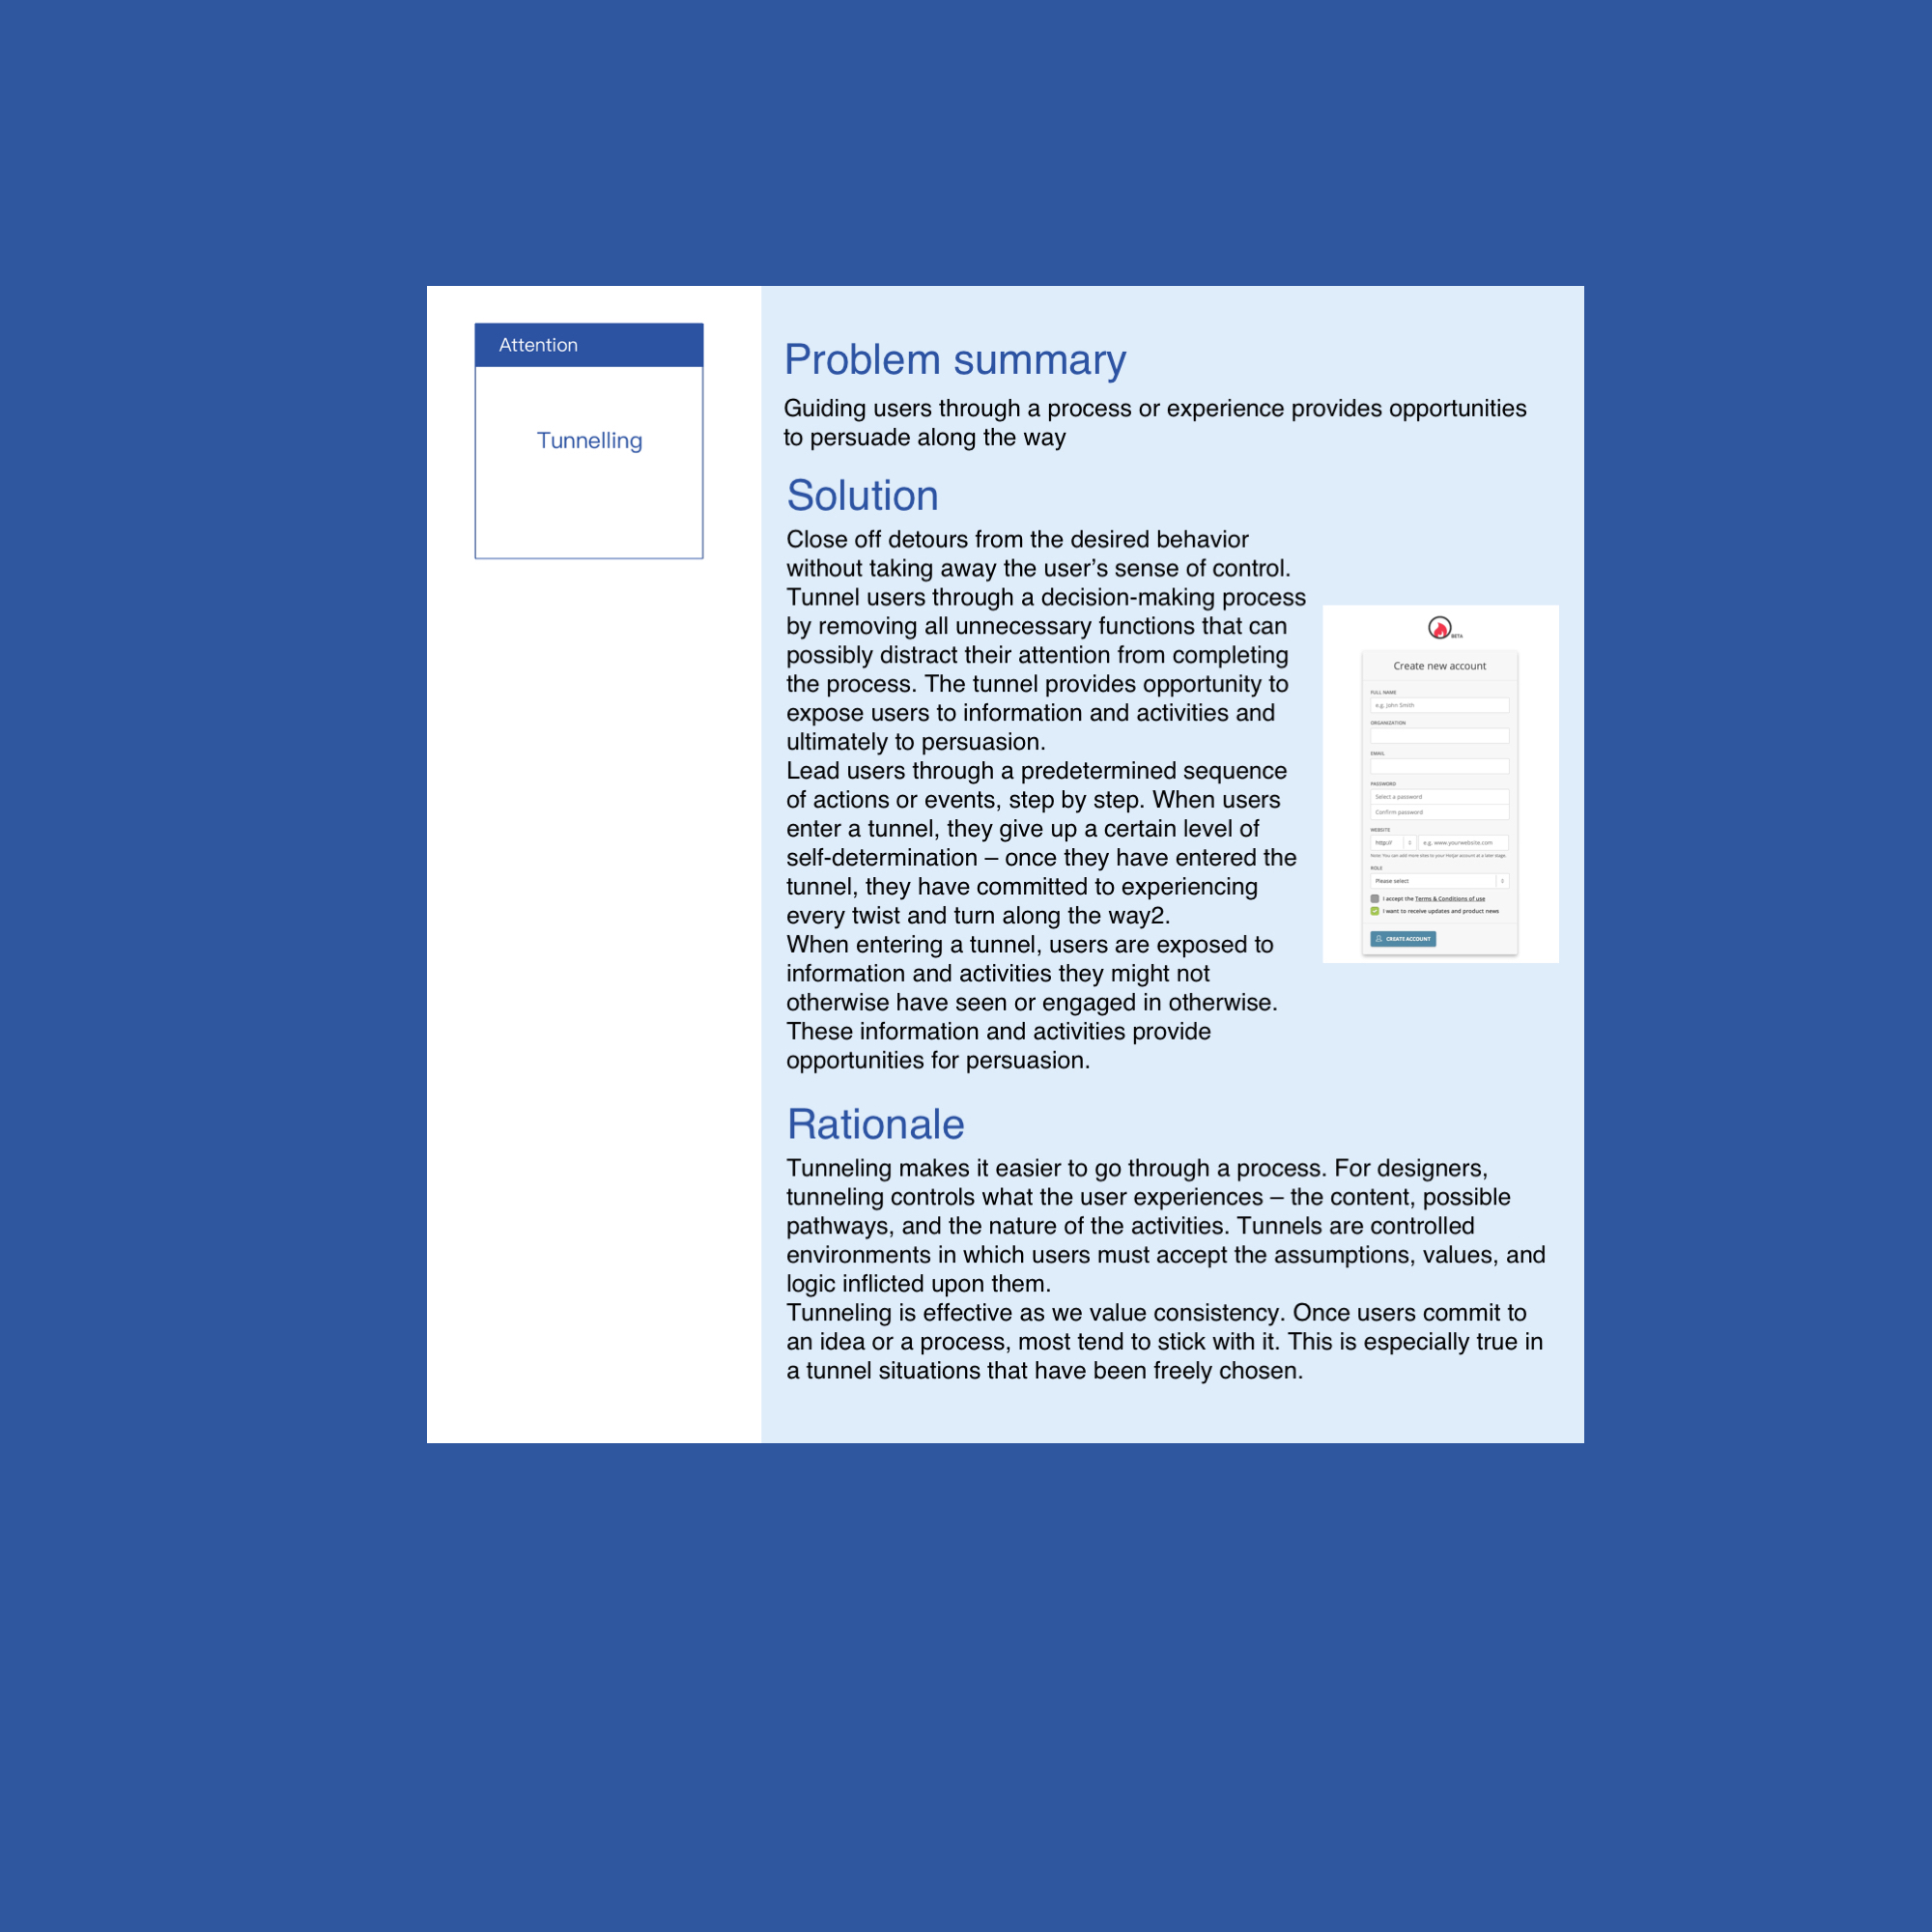 Attention
Tunnelling
Problem summary
Guiding users through a process or experience provides opportunities
to persuade along the way
Solution
Close off detours from the desired behavior
without taking away the user’s sense of control.
Tunnel users through a decision-making process
by removing all unnecessary functions that can
possibly distract their attention from completing
the process. The tunnel provides opportunity to
expose users to information and activities and
ultimately to persuasion.
Lead users through a predetermined sequence
of actions or events, step by step. When users
enter a tunnel, they give up a certain level of
self-determination – once they have entered the
tunnel, they have committed to experiencing
every twist and turn along the way2.
When entering a tunnel, users are exposed to
information and activities they might not
otherwise have seen or engaged in otherwise.
These information and activities provide
opportunities for persuasion.
BETA
Create new account
FULL NAME
e.g. John Smith
ORGANIZATION
EMAIL
PASSWORD
Select a password
Confirm password
WEBSITE
http:// e.g. www.yourwebsite.com
Note: You can add more sites to your Hotjar account at a later stage.
ROLE
Please select
I accept the Terms & Conditions of use
I want to receive updates and product news
CREATE ACCOUNT
Rationale
Tunneling makes it easier to go through a process. For designers,
tunneling controls what the user experiences – the content, possible
pathways, and the nature of the activities. Tunnels are controlled
environments in which users must accept the assumptions, values, and
logic inflicted upon them.
Tunneling is effective as we value consistency. Once users commit to
an idea or a process, most tend to stick with it. This is especially true in
a tunnel situations that have been freely chosen.